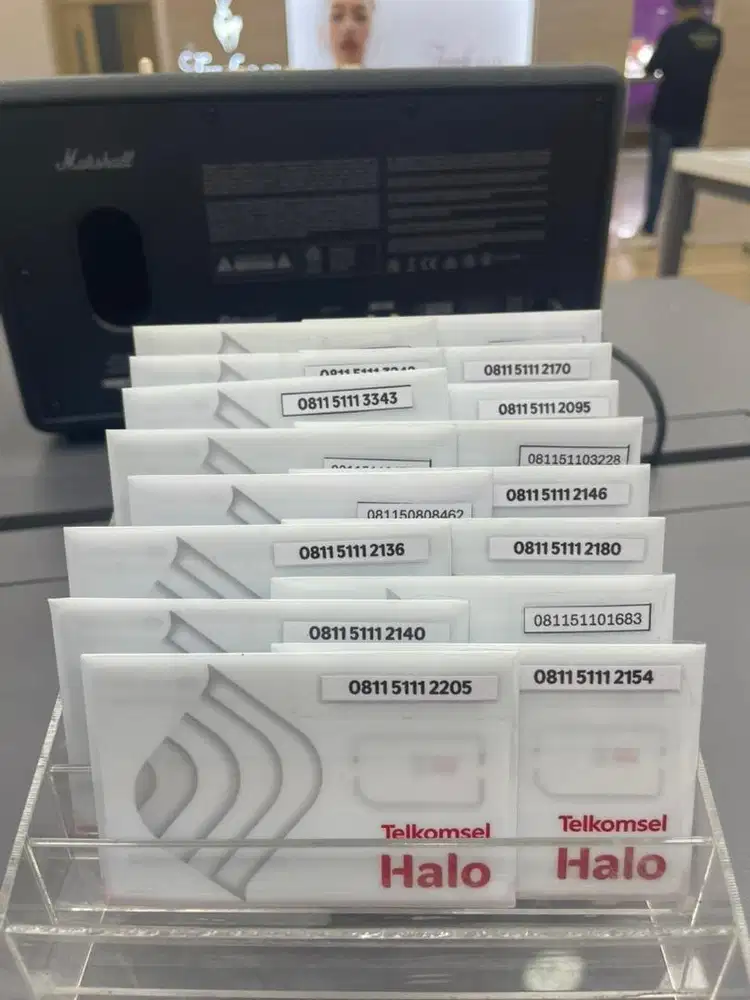 Marshall
0811 5111 2170
0811 5111 3343
0811 5111 2095
081151103228
0811 5111 2146
081150808462
0811 5111 2136
0811 5111 2180
081151101683
0811 5111 2140
0811 5111 2205
0811 5111 2154
Telkomsel
Halo
Telkomsel
Halo